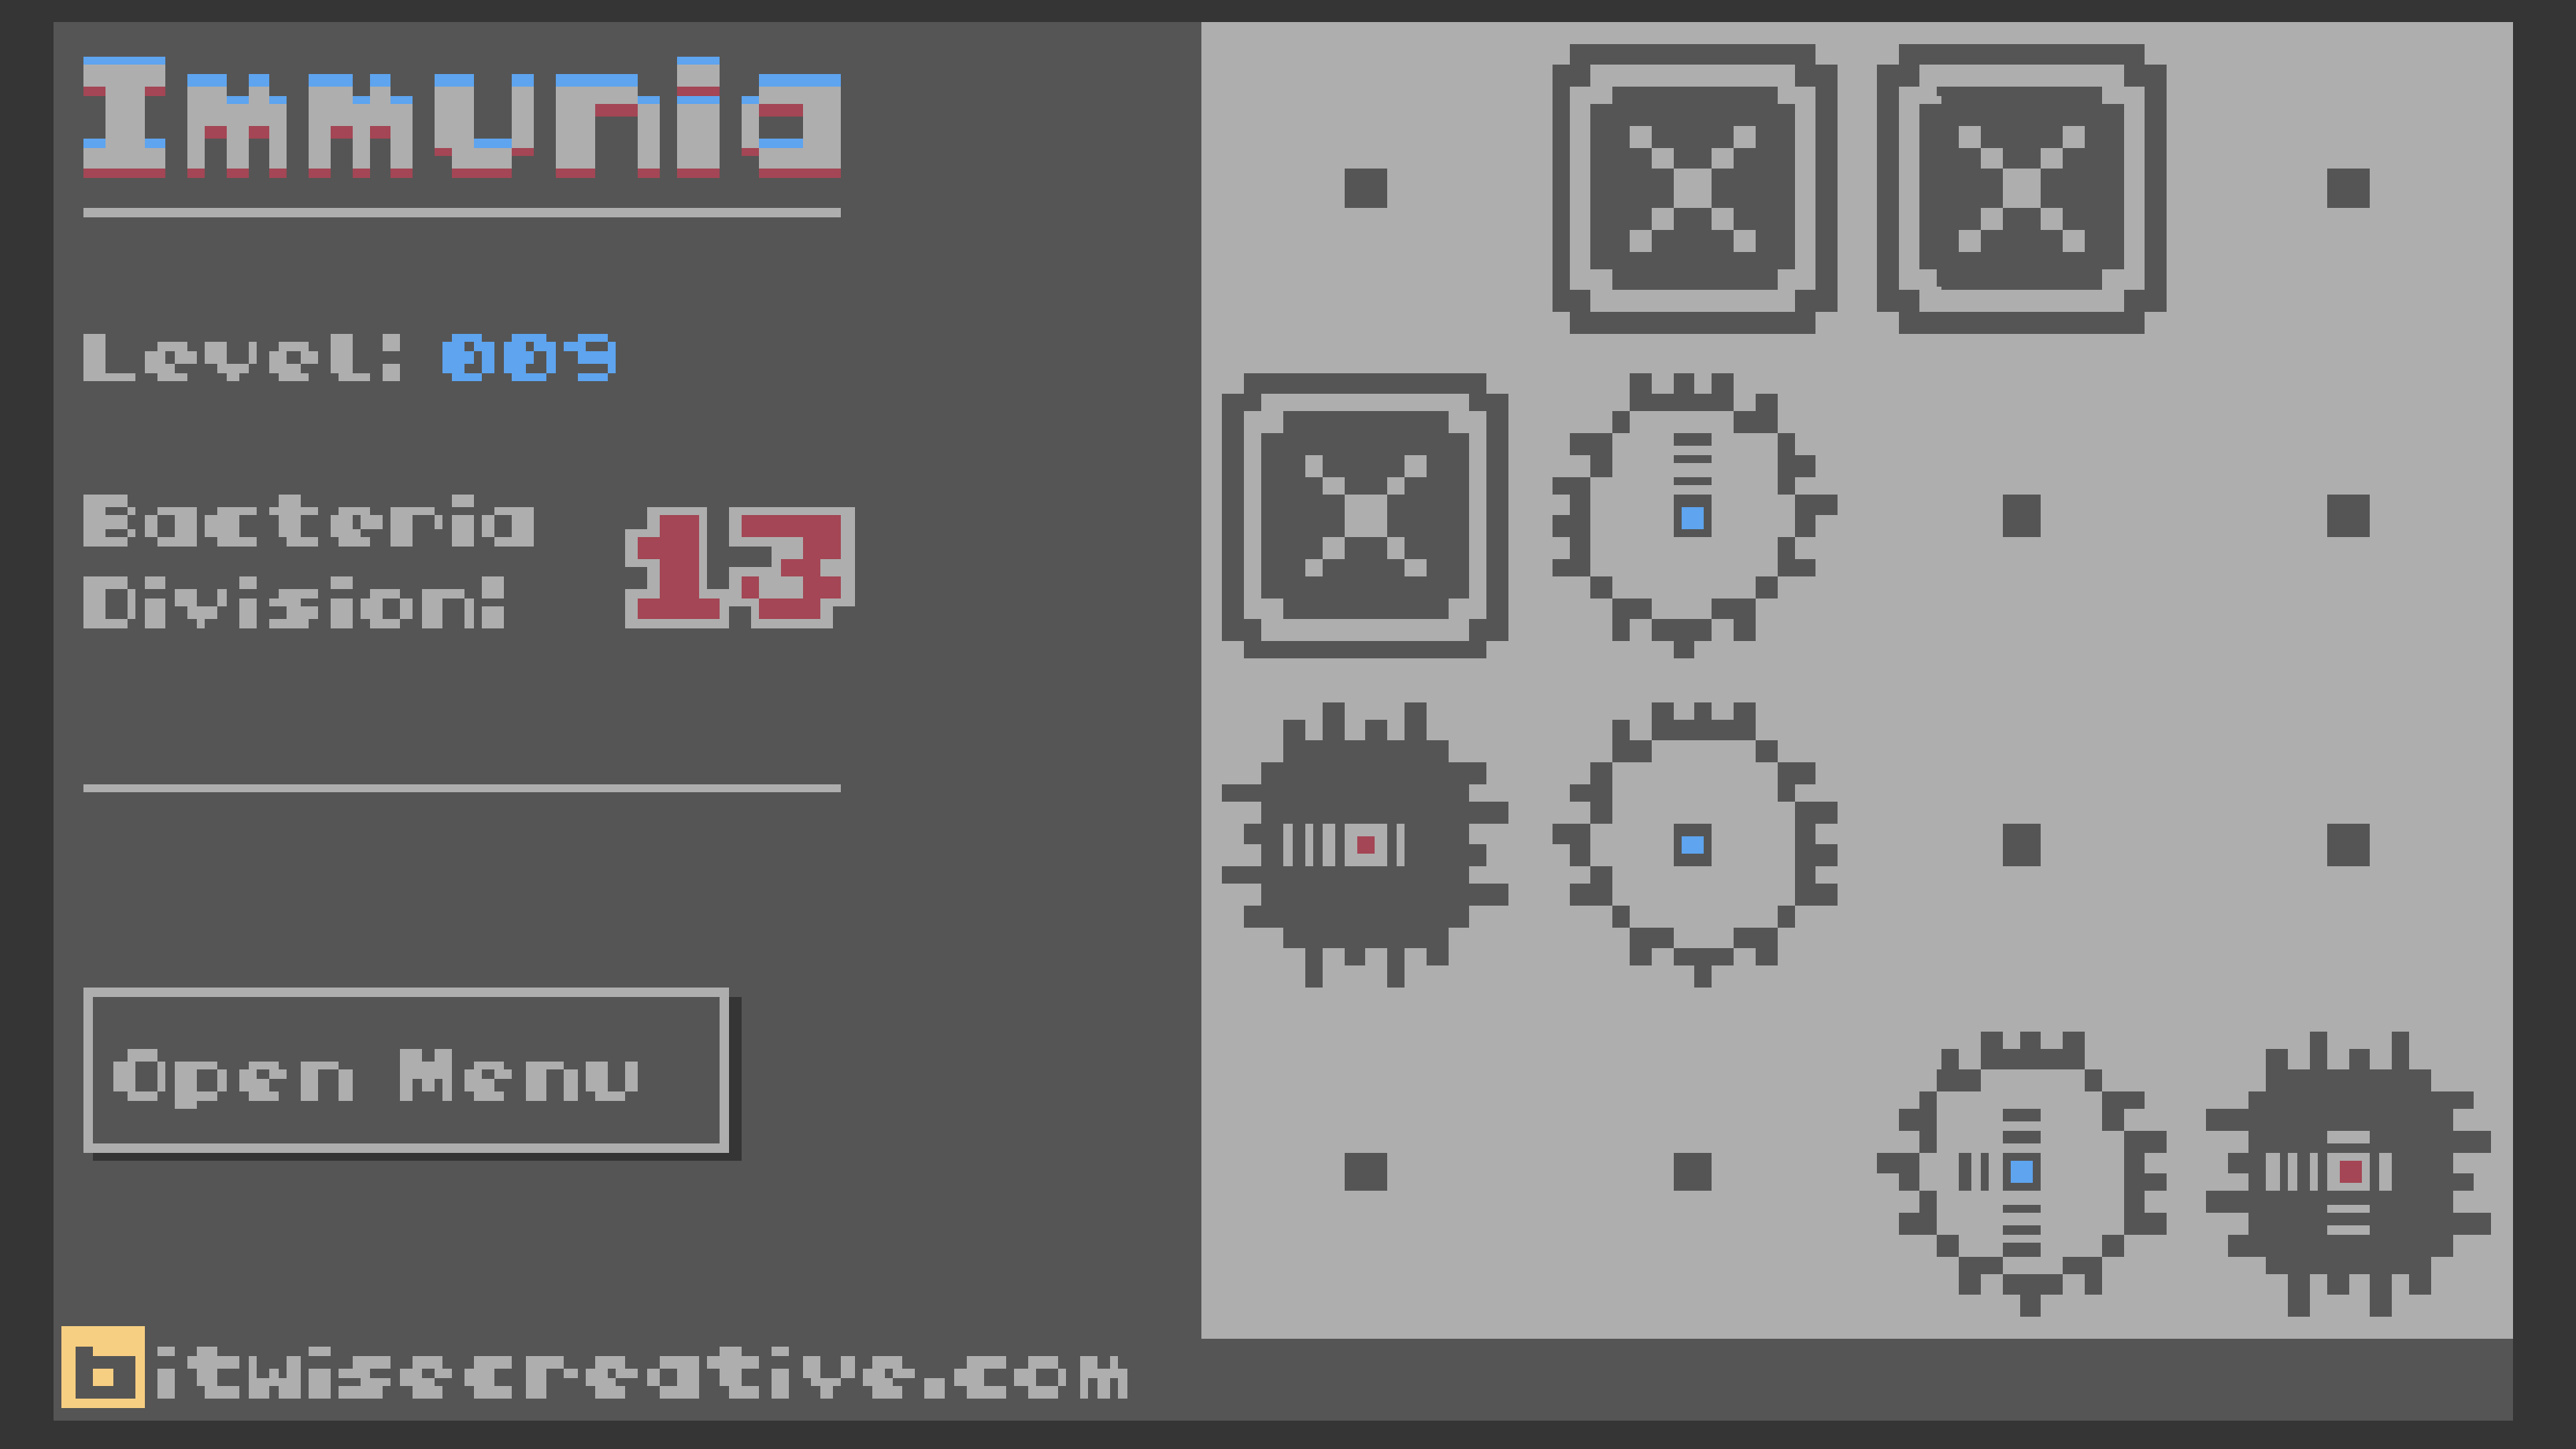 Immunia
Level: 009
Bacteria
Division: 13
Open Menu
bitwisecreative.com